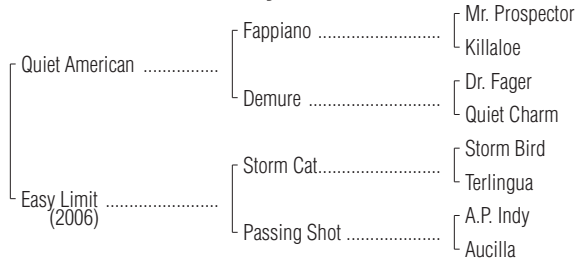 Mr. Prospector
Fappiano ........................
Killaloe
Quiet American ...............
Dr. Fager
Demure ..........................
Quiet Charm
Storm Bird
Storm Cat........................
Terlingua
Easy Limit ......................
(2006)
A.P. Indy
Passing Shot ..................
Aucilla